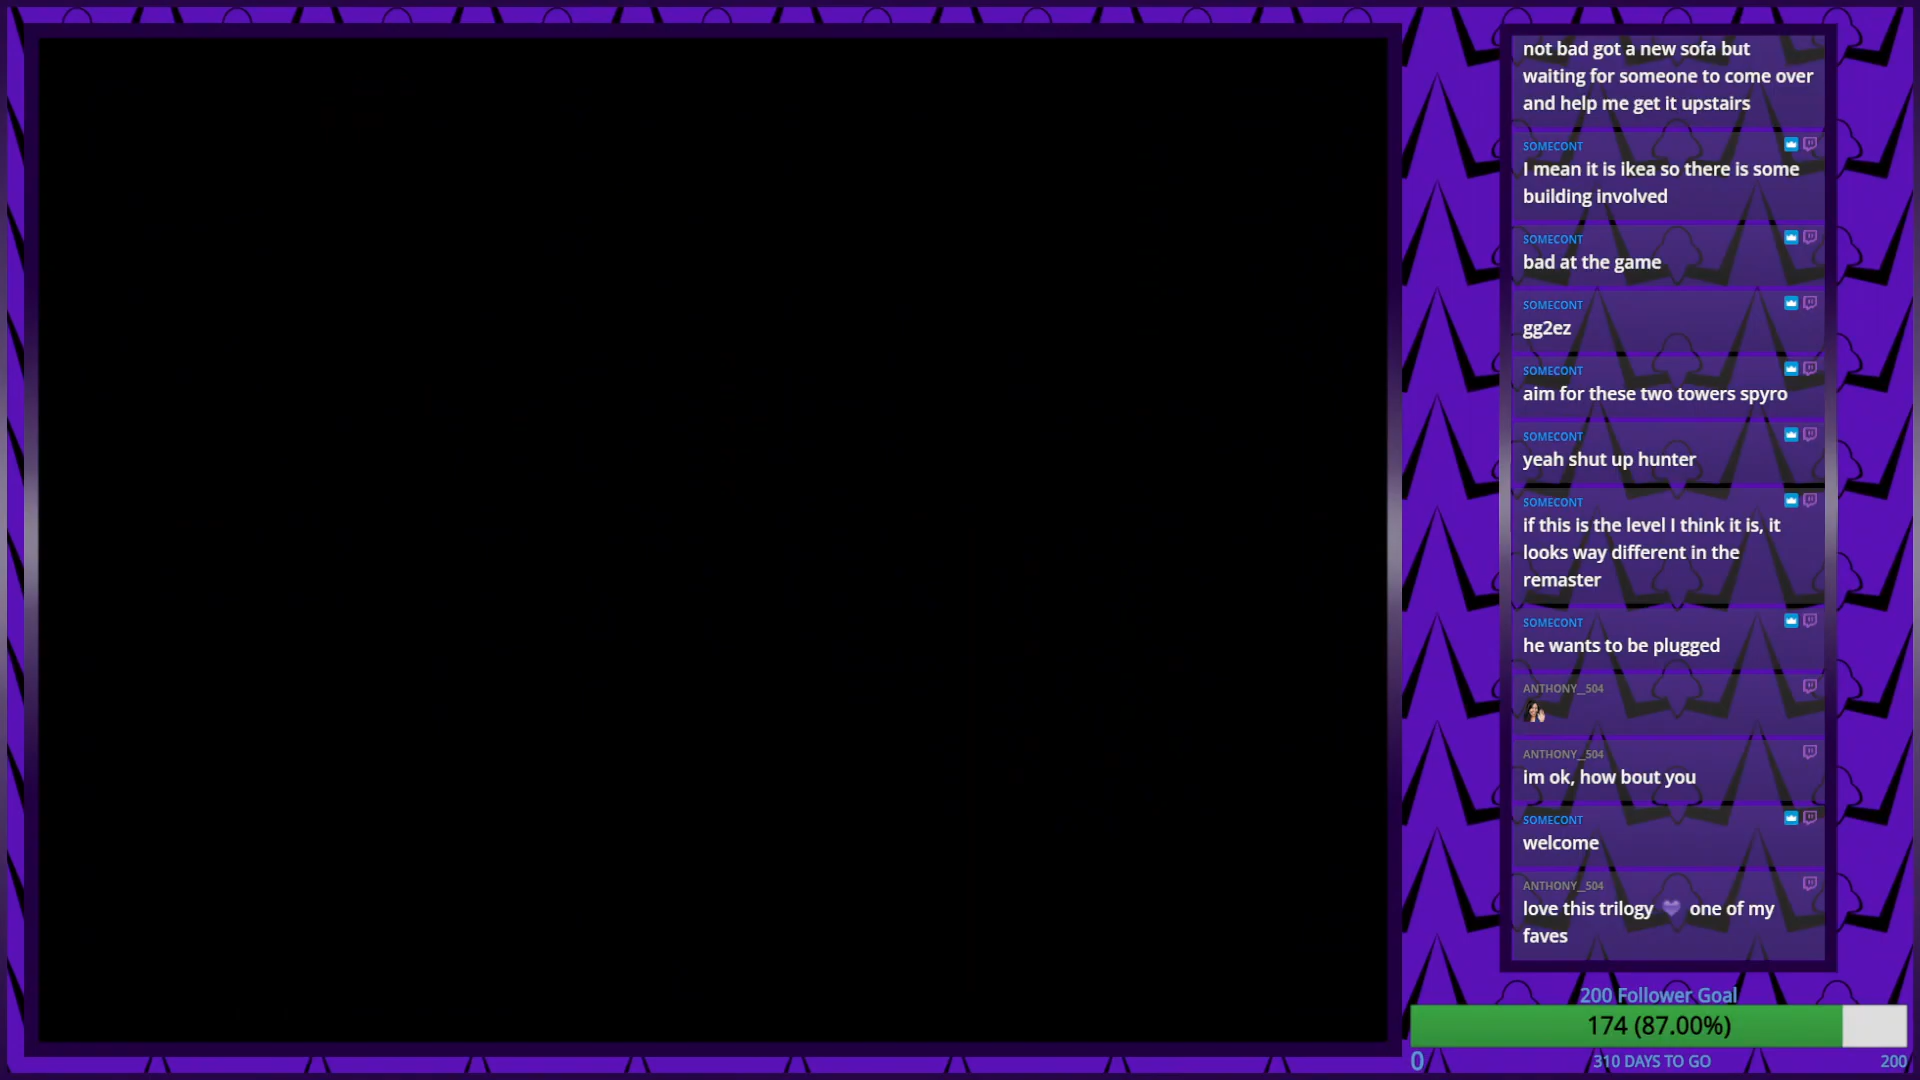 not bad got a new sofa but
waiting for someone to come over
and help me get it upstairs
SOMECONT
I mean it is ikea so there is some
building involved
SOMECONT
bad at the game
SOMECONT
gg2ez
SOMECONT
aim for these two towers spyro
SOMECONT
yeah shut up hunter
SOMECONT
if this is the level I think it is, it
looks way different in the
remaster
SOMECONT
he wants to be plugged
ANTHONY_504
ANTHONY_504
im ok, how bout you
SOMECONT
welcome
ANTHONY_504
love this trilogy 💜 one of my
faves
200 Follower Goal
174 (87.00%)
0 310 DAYS TO GO 200